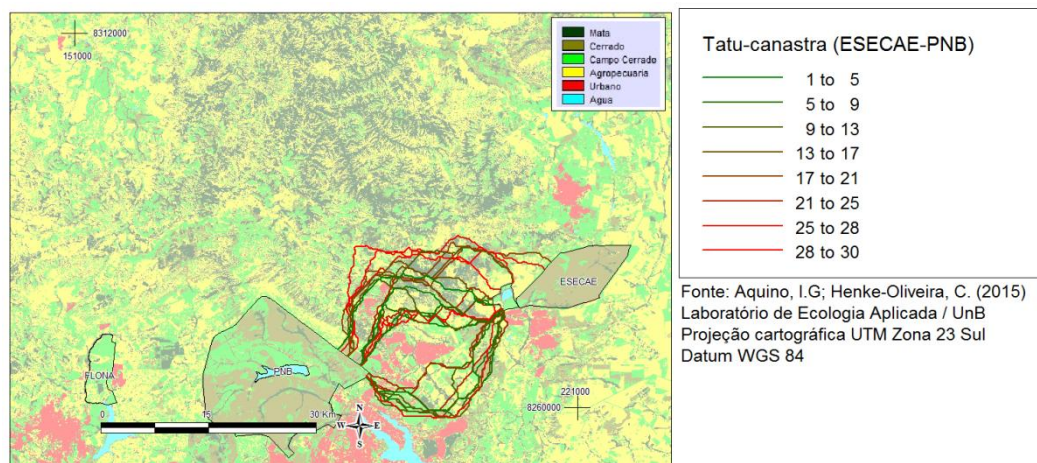 8312000
151000
Mata
Cerrado
Campo Cerrado
Agropecuaria
Urbano
Agua
ESECAE
PNB
FLONA
221000
8260000
0 15 30 Km
N
W E
S
Tatu-canastra (ESECAE-PNB)
1 to 5
5 to 9
9 to 13
13 to 17
17 to 21
21 to 25
25 to 28
28 to 30
Fonte: Aquino, I.G; Henke-Oliveira, C. (2015)
Laboratório de Ecologia Aplicada / UnB
Projeção cartográfica UTM Zona 23 Sul
Datum WGS 84